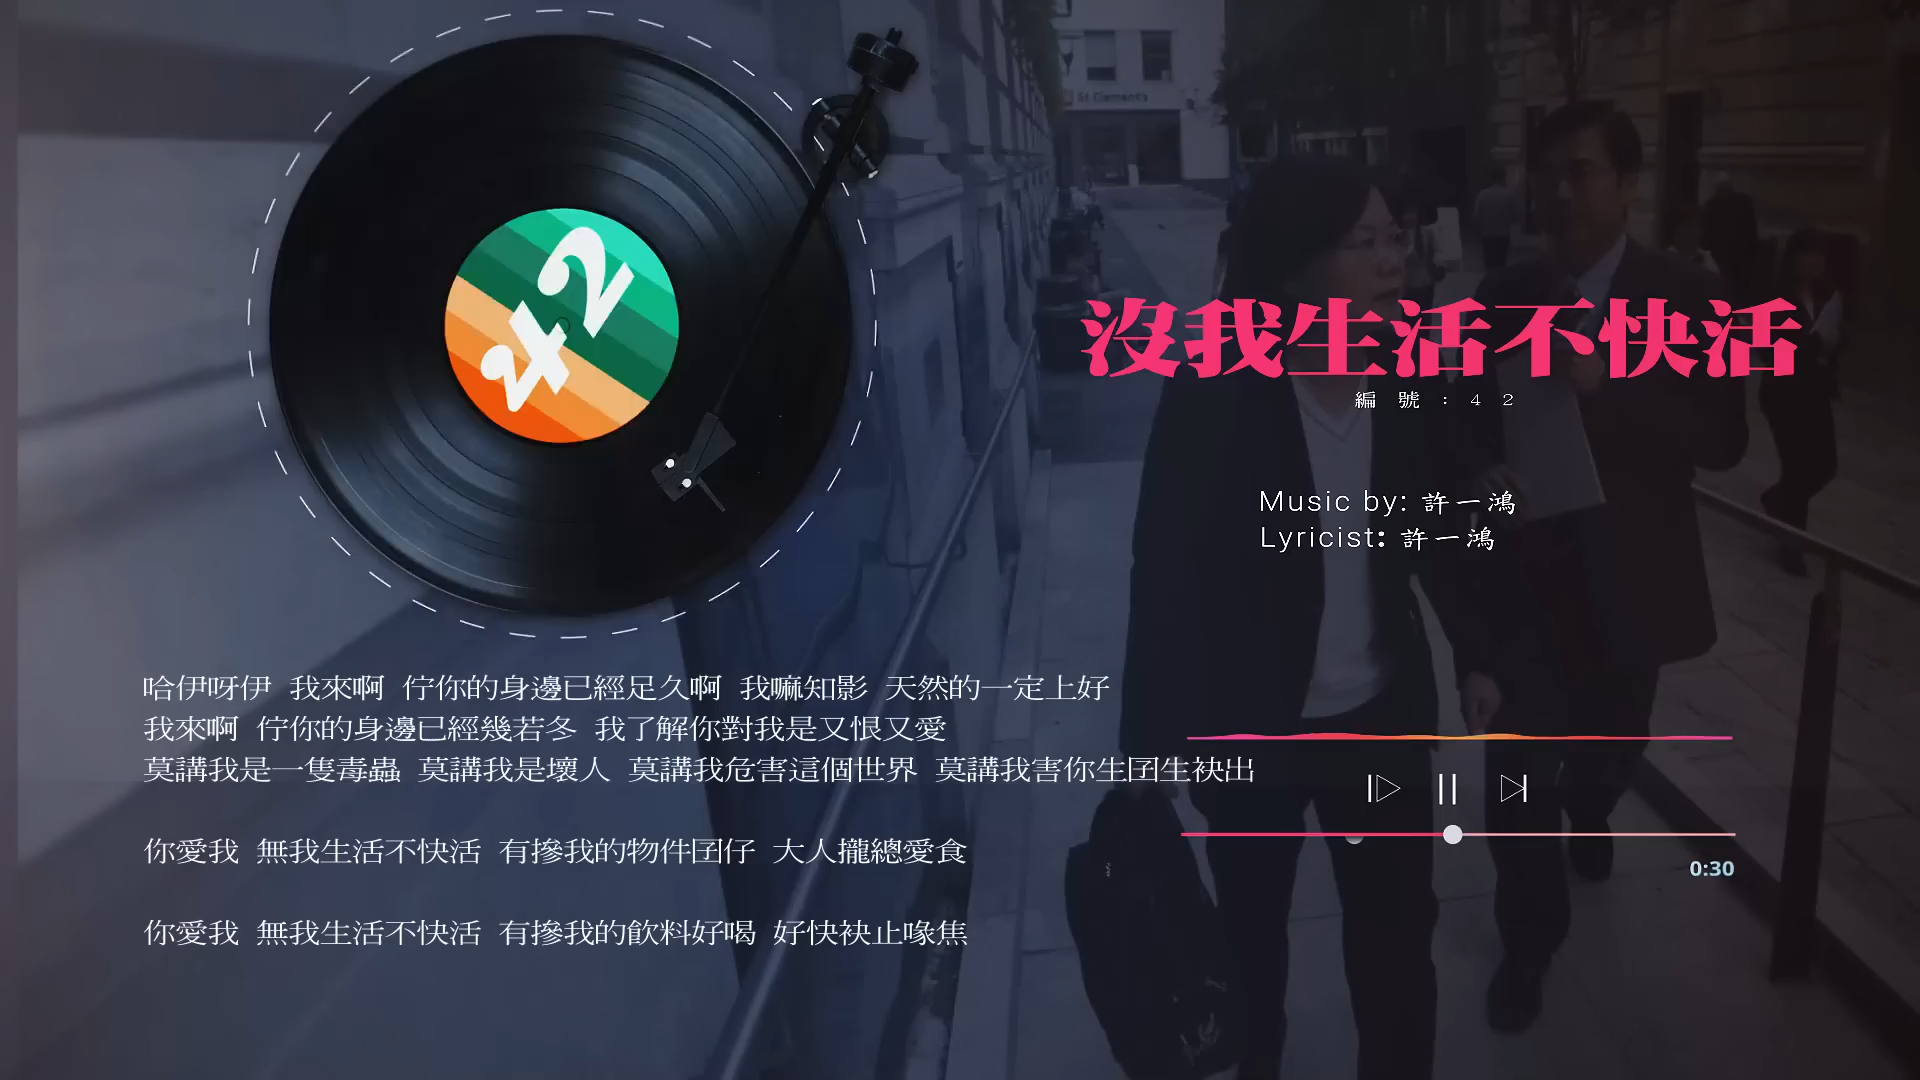 St Clement's
42
沒我生活不快活
編號:42
Music by: 許一鴻
Lyricist: 許一鴻
哈伊呀伊 我來啊 佇你的身邊已經足久啊 我嘛知影 天然的一定上好
我來啊 佇你的身邊已經幾若冬 我了解你對我是又恨又愛
莫講我是一隻毒蟲 莫講我是壞人 莫講我危害這個世界 莫講我害你生囝生袂出
你愛我 無我生活不快活 有摻我的物件囝仔 大人攏總愛食
你愛我 無我生活不快活 有摻我的飲料好喝 好快袂止喙焦
0:30